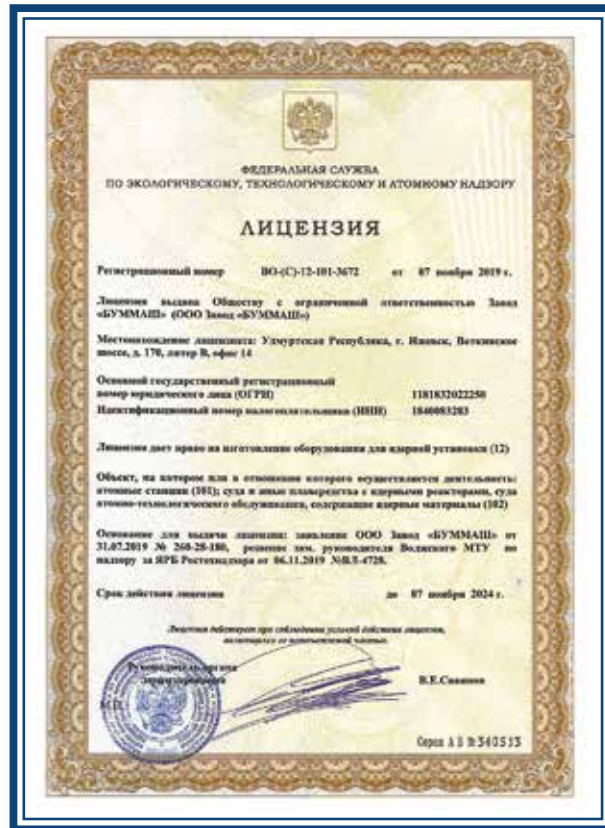 ФЕДЕРАЛЬНАЯ СЛУЖБА
ПО ЭКОЛОГИЧЕСКОМУ, ТЕХНОЛОГИЧЕСКОМУ И АТОМНОМУ НАДЗОРУ
ЛИЦЕНЗИЯ
Регистрационный номер ВО-(С)-12-101-3672 от 07 ноября 2019 г.
Лицензия выдана Обществу с ограниченной ответственностью Завод
«БУММАШ» (ООО Завод «БУММАШ»)
Местонахождение лицензиата: Удмуртская Республика, г. Ижевск, Воткинское
шоссе, д. 170, литер В, офис 14
Основной государственный регистрационный
номер юридического лица (ОГРН) 1181832022250
Идентификационный номер налогоплательщика (ИНН) 1840083283
Лицензия дает право на изготовление оборудования для ядерной установки (12)
Объект, на котором или в отношении которого осуществляется деятельность:
атомные станции (101); суда и иные плавсредства с ядерными реакторами, суда
атомно-технологического обслуживания, содержащие ядерные материалы (102)
Основание для выдачи лицензии: заявление ООО Завод «БУММАШ» от
31.07.2019 № 260-28-180, решение зам. руководителя Волжского МТУ по
надзору за ЯРБ Ростехнадзора от 06.11.2019 №ВЛ-4728.
Срок действия лицензии до 07 ноября 2024 г.
Лицензия действует при соблюдении условий действия лицензии,
являющихся ее неотъемлемой частью.
Руководитель органа
лицензирования В.Е.
М.П.
Серия А В № 340513